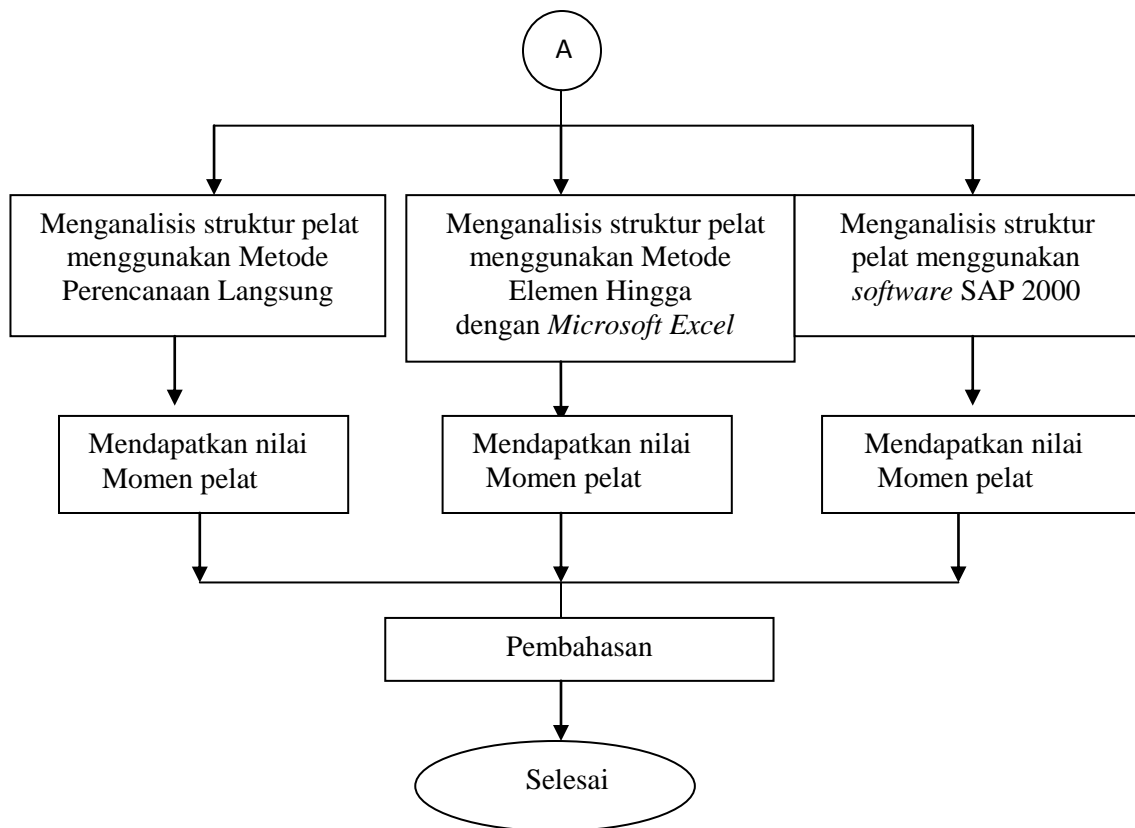 A
Menganalisis struktur pelat
menggunakan Metode
Perencanaan Langsung
Menganalisis struktur pelat
menggunakan Metode
Elemen Hingga
dengan Microsoft Excel
Menganalisis struktur
pelat menggunakan
software SAP 2000
Mendapatkan nilai
Momen pelat
Mendapatkan nilai
Momen pelat
Mendapatkan nilai
Momen pelat
Pembahasan
Selesai